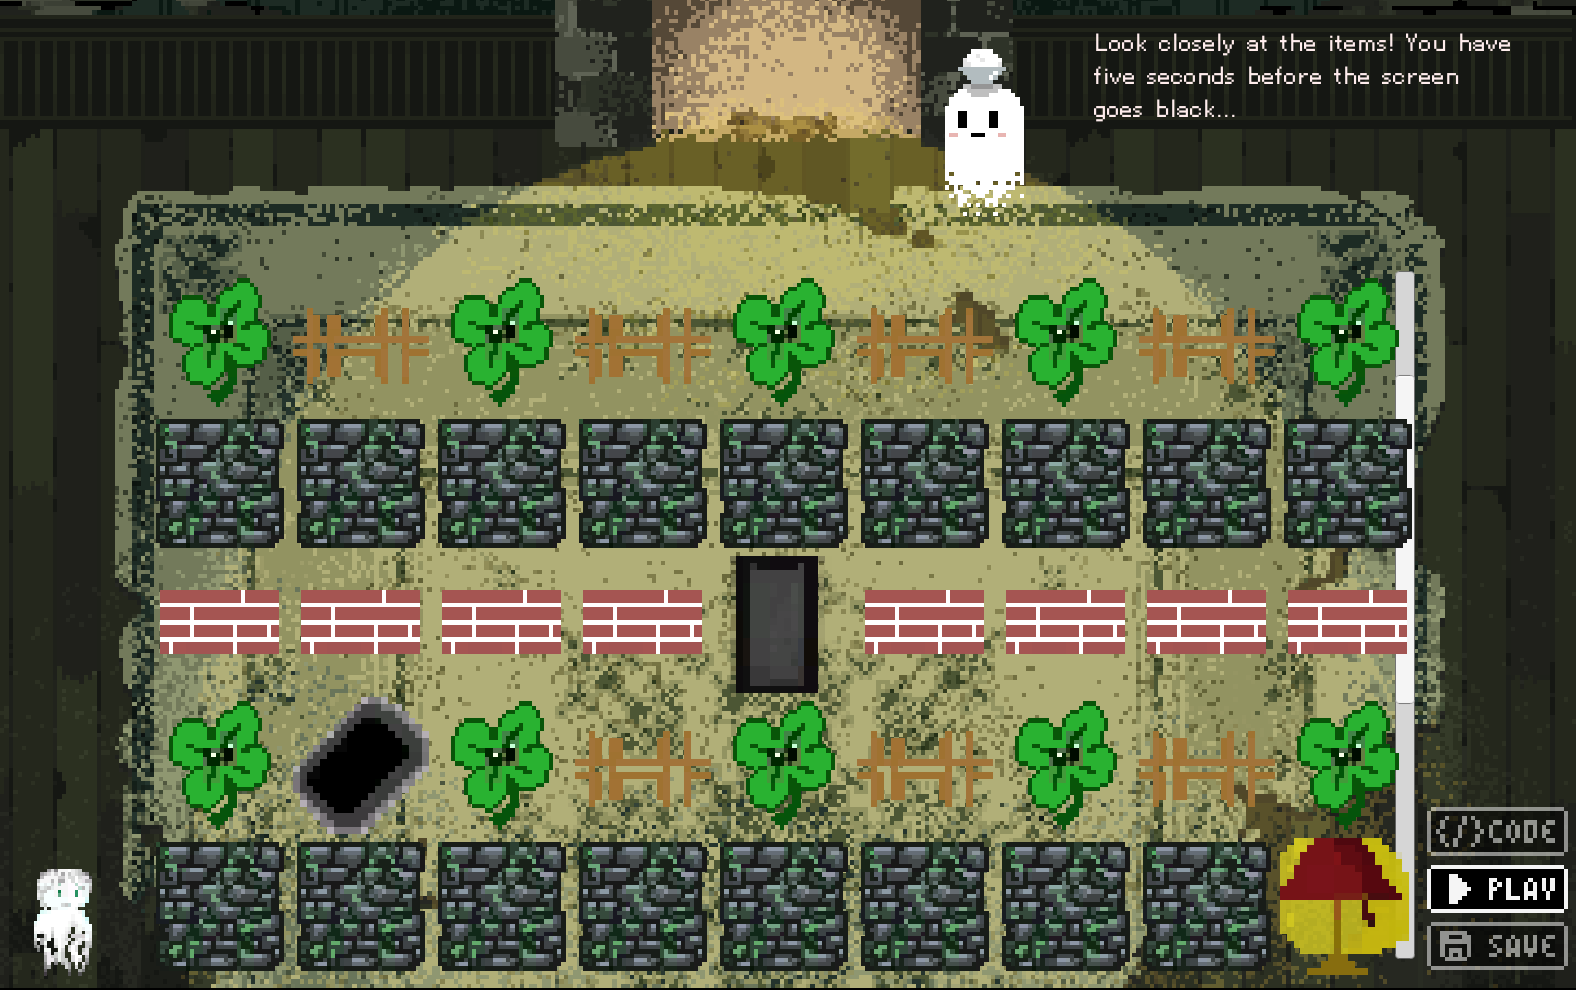 Look closely at the items! You have
five seconds before the screen
goes black...
{/}CODE
PLAY
SAVE